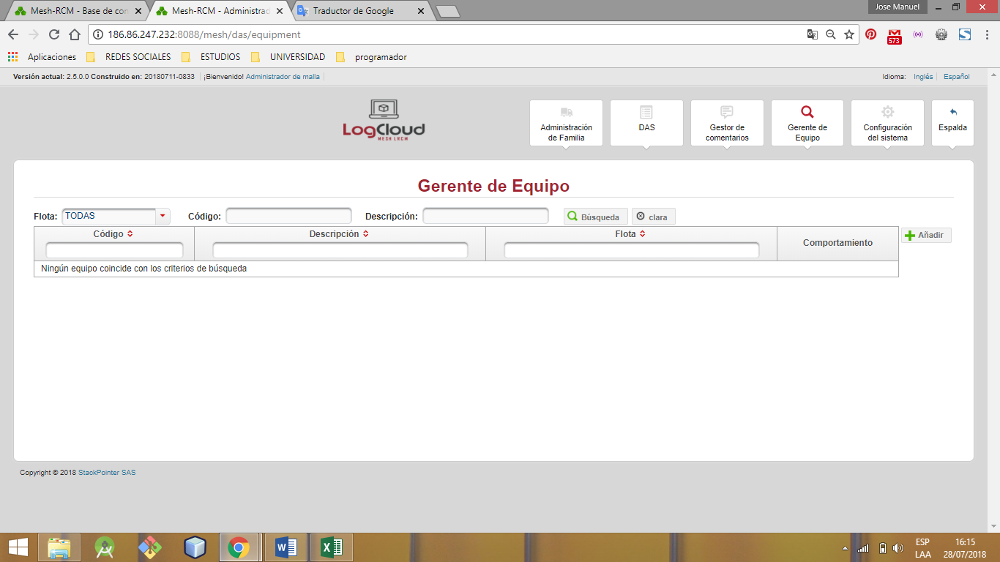 Mesh-RCM - Base de con
Mesh-RCM - Administrad
Traductor de Google
Jose Manuel
186.86.247.232:8088/mesh/das/equipment
573
Aplicaciones
REDES SOCIALES
ESTUDIOS
UNIVERSIDAD
programador
Versión actual: 2.5.0.0 Construido en: 20180711-0833 ¡Bienvenido! Administrador de malla
Idioma: Inglés Español
LogCloud
MESH LRCM
Administración
de Familia
DAS
Gestor de
comentarios
Gerente de
Equipo
Configuración
del sistema
Espalda
Gerente de Equipo
Flota: TODAS Código: Descripción: Búsqueda clara
Código Descripción Flota Comportamiento Añadir
Ningún equipo coincide con los criterios de búsqueda
Copyright © 2018 StackPointer SAS
ESP
LAA
16:15
28/07/2018